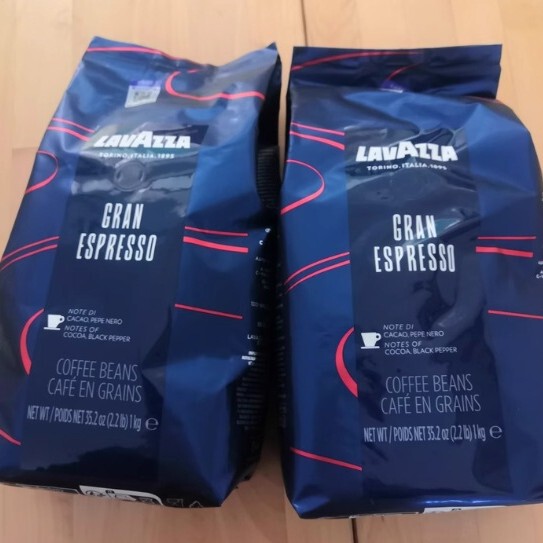 LAVAZZA
TORINO, ITALIA, 1895
GRAN
ESPRESSO
NOTE DI
CACAO, PEPE NERO
NOTES OF
COCOA, BLACK PEPPER
COFFEE BEANS
CAFÉ EN GRAINS
NET WT / POIDS NET 35.2 oz (2.2 lb) 1 kg ℮
LAVAZZA
TORINO, ITALIA, 1895
GRAN
ESPRESSO
NOTE DI
CACAO, PEPE NERO
NOTES OF
COCOA, BLACK PEPPER
COFFEE BEANS
CAFÉ EN GRAINS
NET WT / POIDS NET 35.2 oz (2.2 lb) 1 kg ℮